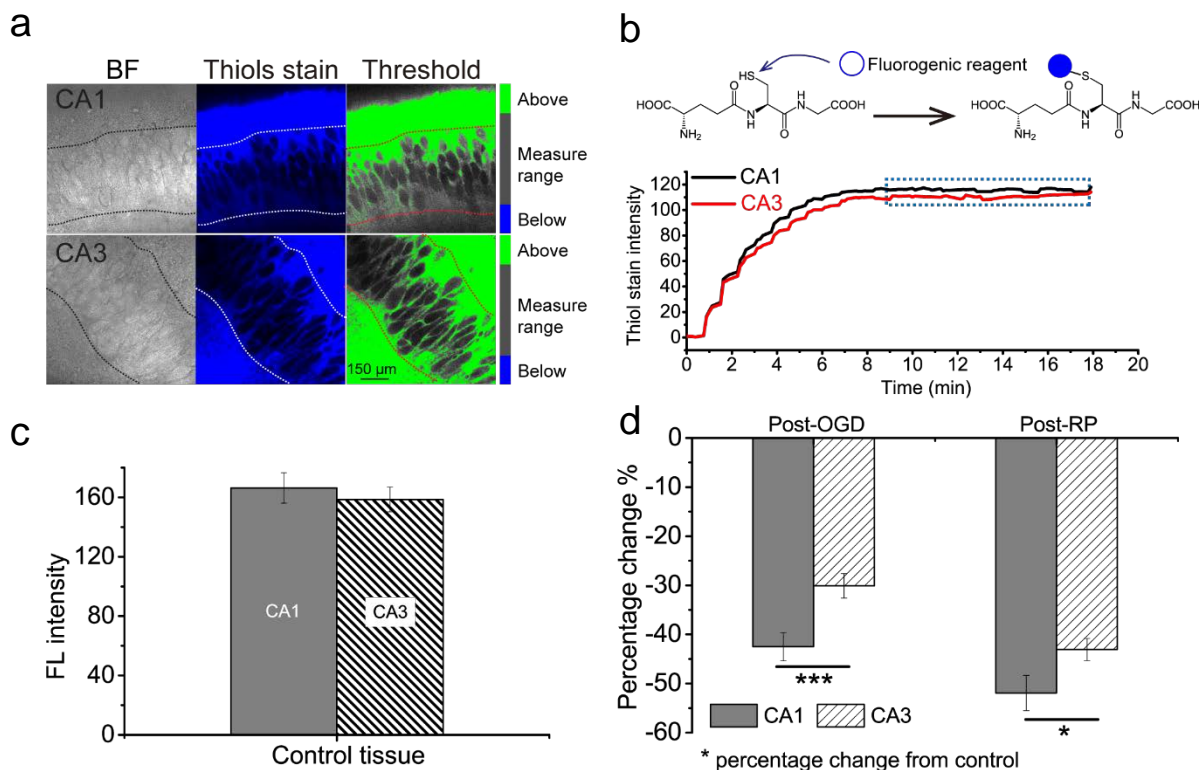 a
BF
Thiols stain
Threshold
CA1
Above
Measure
range
Below
CA3
Above
Measure
range
Below
150 µm
b
HS
Fluorogenic reagent
S
HOOC
NH₂
O
N
H
H
N
O
COOH
HOOC
NH₂
O
N
H
H
N
O
COOH
Thiol stain intensity
120
100
80
60
40
20
0
CA1
CA3
0 2 4 6 8 10 12 14 16 18 20
Time (min)
c
FL intensity
160
120
80
40
0
CA1
CA3
Control tissue
d
Post-OGD
Post-RP
Percentage change %
0
-10
-20
-30
-40
-50
-60
***
*
CA1
CA3
* percentage change from control